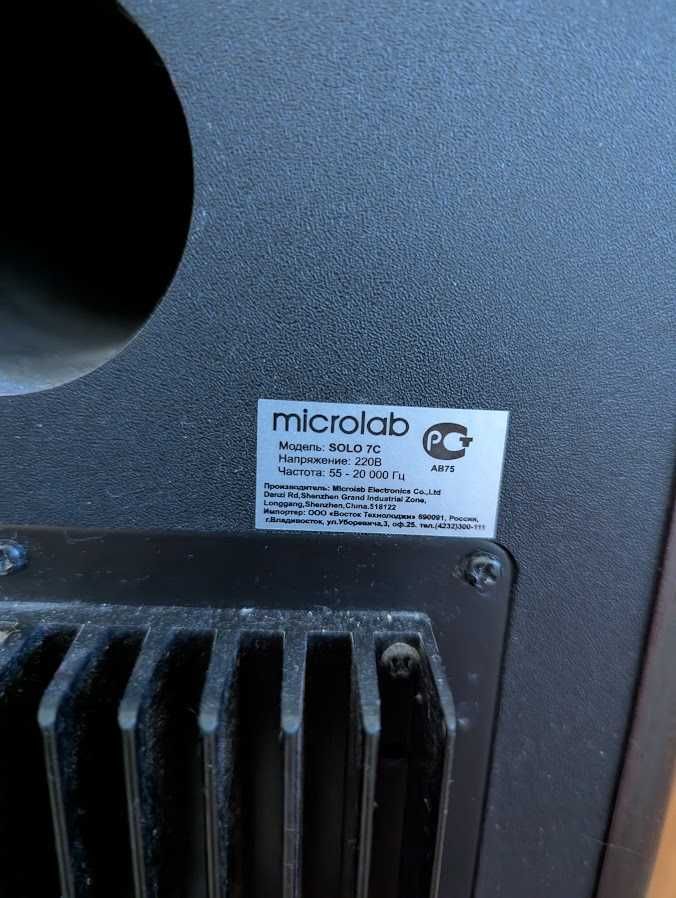 microlab
Модель: SOLO 7C
Напряжение: 220В
Частота: 55 - 20 000 Гц
РСТ
АВ75
Производитель: Microlab Electronics Co.,Ltd
Danzi Rd,Shenzhen Grand Industrial Zone,
Longgang,Shenzhen,China.518122
Импортер: ООО «Восток Технолоджи» 690091, Россия,
г.Владивосток, ул.Уборевича,3, оф.25. тел.(4232)300-111